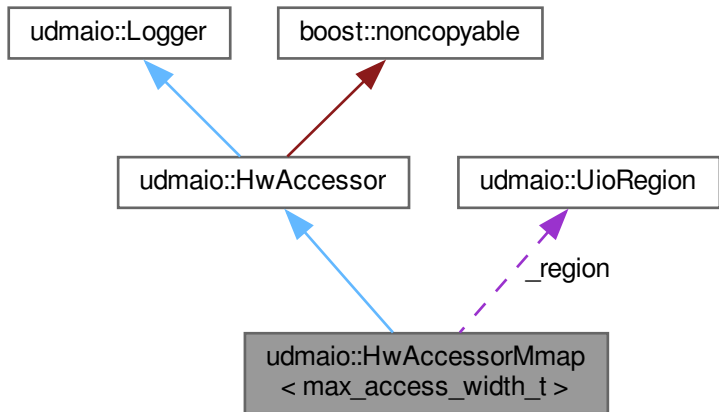 udmaio::Logger
boost::noncopyable
udmaio::HwAccessor
udmaio::UioRegion
_region
udmaio::HwAccessorMmap
< max_access_width_t >